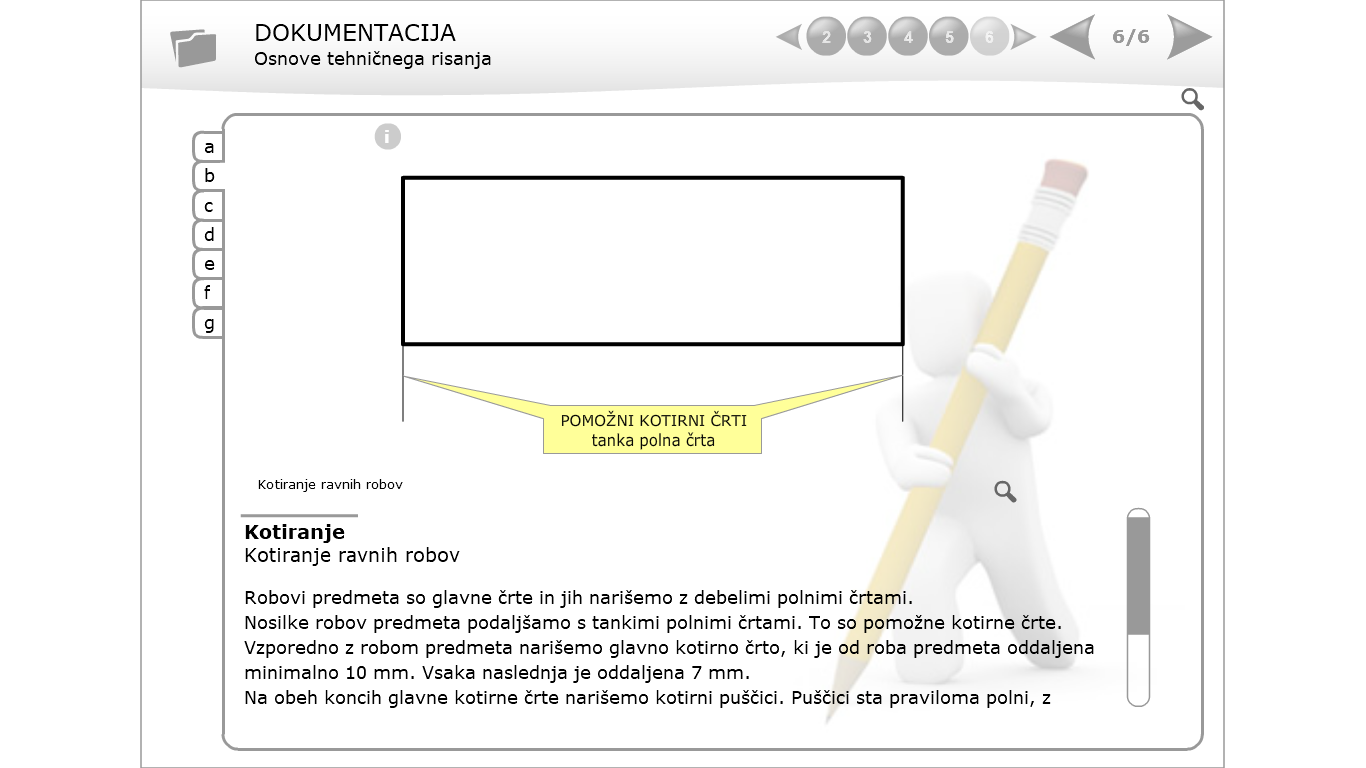 DOKUMENTACIJA
Osnove tehničnega risanja
2 3 4 5 6
6/6
i
a
b
c
d
e
f
g
POMOŽNI KOTIRNI ČRTI
tanka polna črta
Kotiranje ravnih robov
Kotiranje
Kotiranje ravnih robov
Robovi predmeta so glavne črte in jih narišemo z debelimi polnimi črtami.
Nosilke robov predmeta podaljšamo s tankimi polnimi črtami. To so pomožne kotirne črte.
Vzporedno z robom predmeta narišemo glavno kotirno črto, ki je od roba predmeta oddaljena
minimalno 10 mm. Vsaka naslednja je oddaljena 7 mm.
Na obeh koncih glavne kotirne črte narišemo kotirni puščici. Puščici sta praviloma polni, z